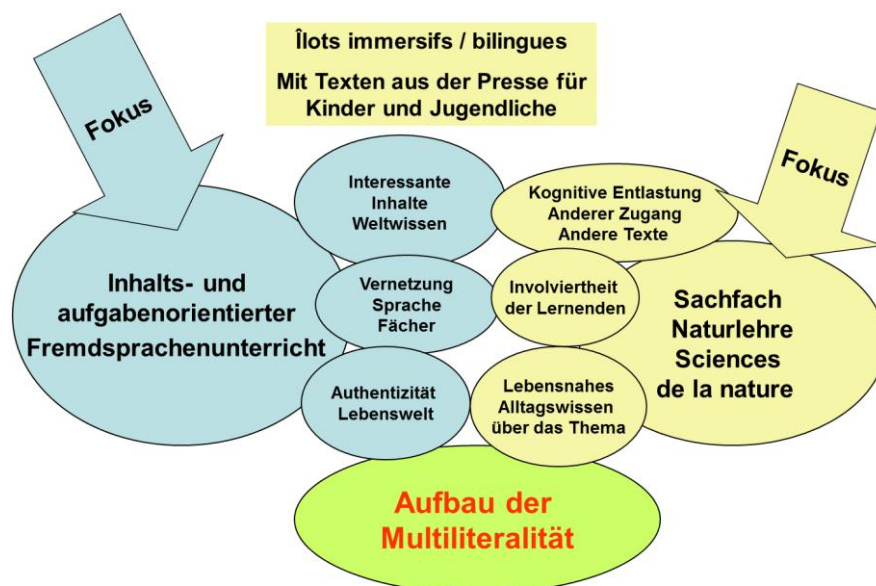 Îlots immersifs / bilingues
Mit Texten aus der Presse für
Kinder und Jugendliche
Fokus
Fokus
Interessante
Inhalte
Weltwissen
Kognitive Entlastung
Anderer Zugang
Andere Texte
Inhalts- und
aufgabenorientierter
Fremdsprachenunterricht
Vernetzung
Sprache
Fächer
Involviertheit
der Lernenden
Sachfach
Naturlehre
Sciences
de la nature
Authentizität
Lebenswelt
Lebensnahes
Alltagswissen
über das Thema
Aufbau der
Multiliteralität